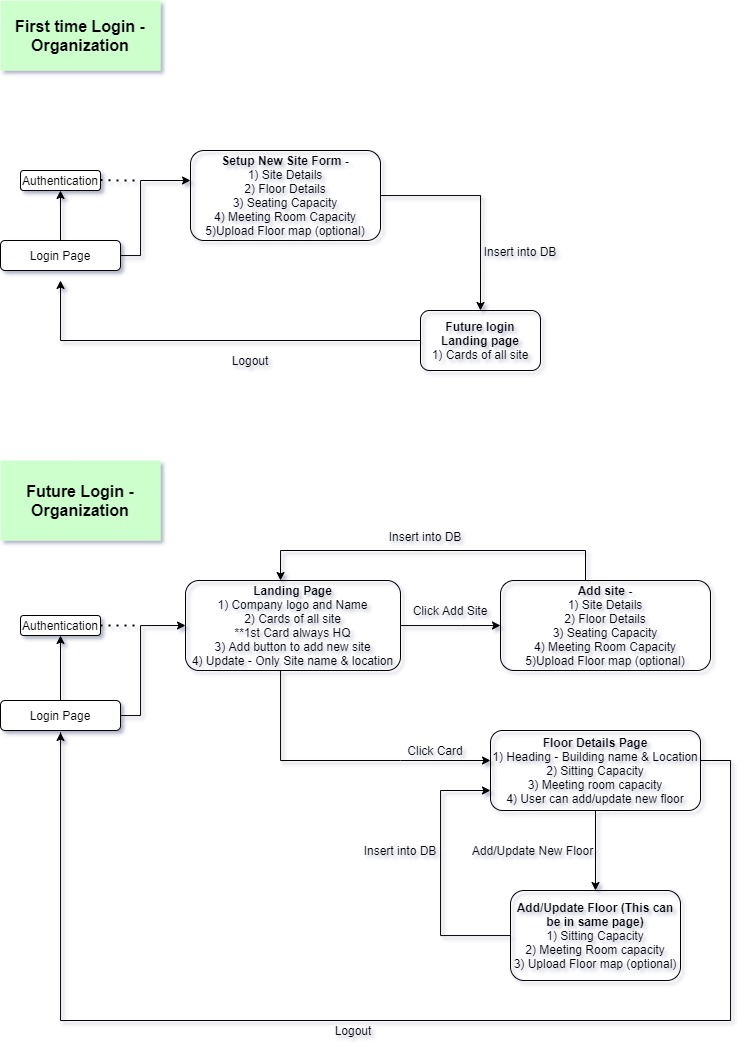 First time Login -
Organization
Setup New Site Form -
1) Site Details
2) Floor Details
3) Seating Capacity
4) Meeting Room Capacity
5)Upload Floor map (optional)
Authentication
Login Page
Insert into DB
Future login
Landing page
1) Cards of all site
Logout
Future Login -
Organization
Insert into DB
Landing Page
1) Company logo and Name
2) Cards of all site
**1st Card always HQ
3) Add button to add new site
4) Update - Only Site name & location
Click Add Site
Add site -
1) Site Details
2) Floor Details
3) Seating Capacity
4) Meeting Room Capacity
5)Upload Floor map (optional)
Authentication
Login Page
Click Card
Floor Details Page
1) Heading - Building name & Location
2) Sitting Capacity
3) Meeting room capacity
4) User can add/update new floor
Insert into DB
Add/Update New Floor
Add/Update Floor (This can
be in same page)
1) Sitting Capacity
2) Meeting Room capacity
3) Upload Floor map (optional)
Logout